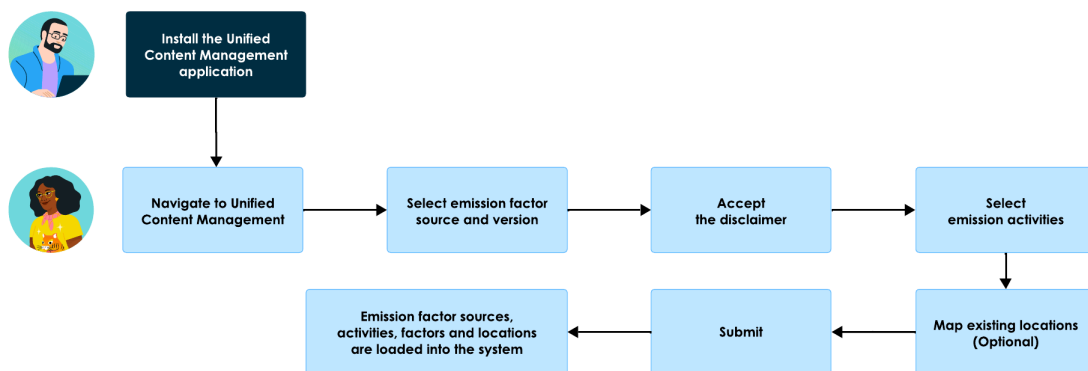 Install the Unified
Content Management
application
Navigate to Unified
Content Management
Select emission factor
source and version
Accept
the disclaimer
Select
emission activities
Map existing locations
(Optional)
Submit
Emission factor sources,
activities, factors and locations
are loaded into the system